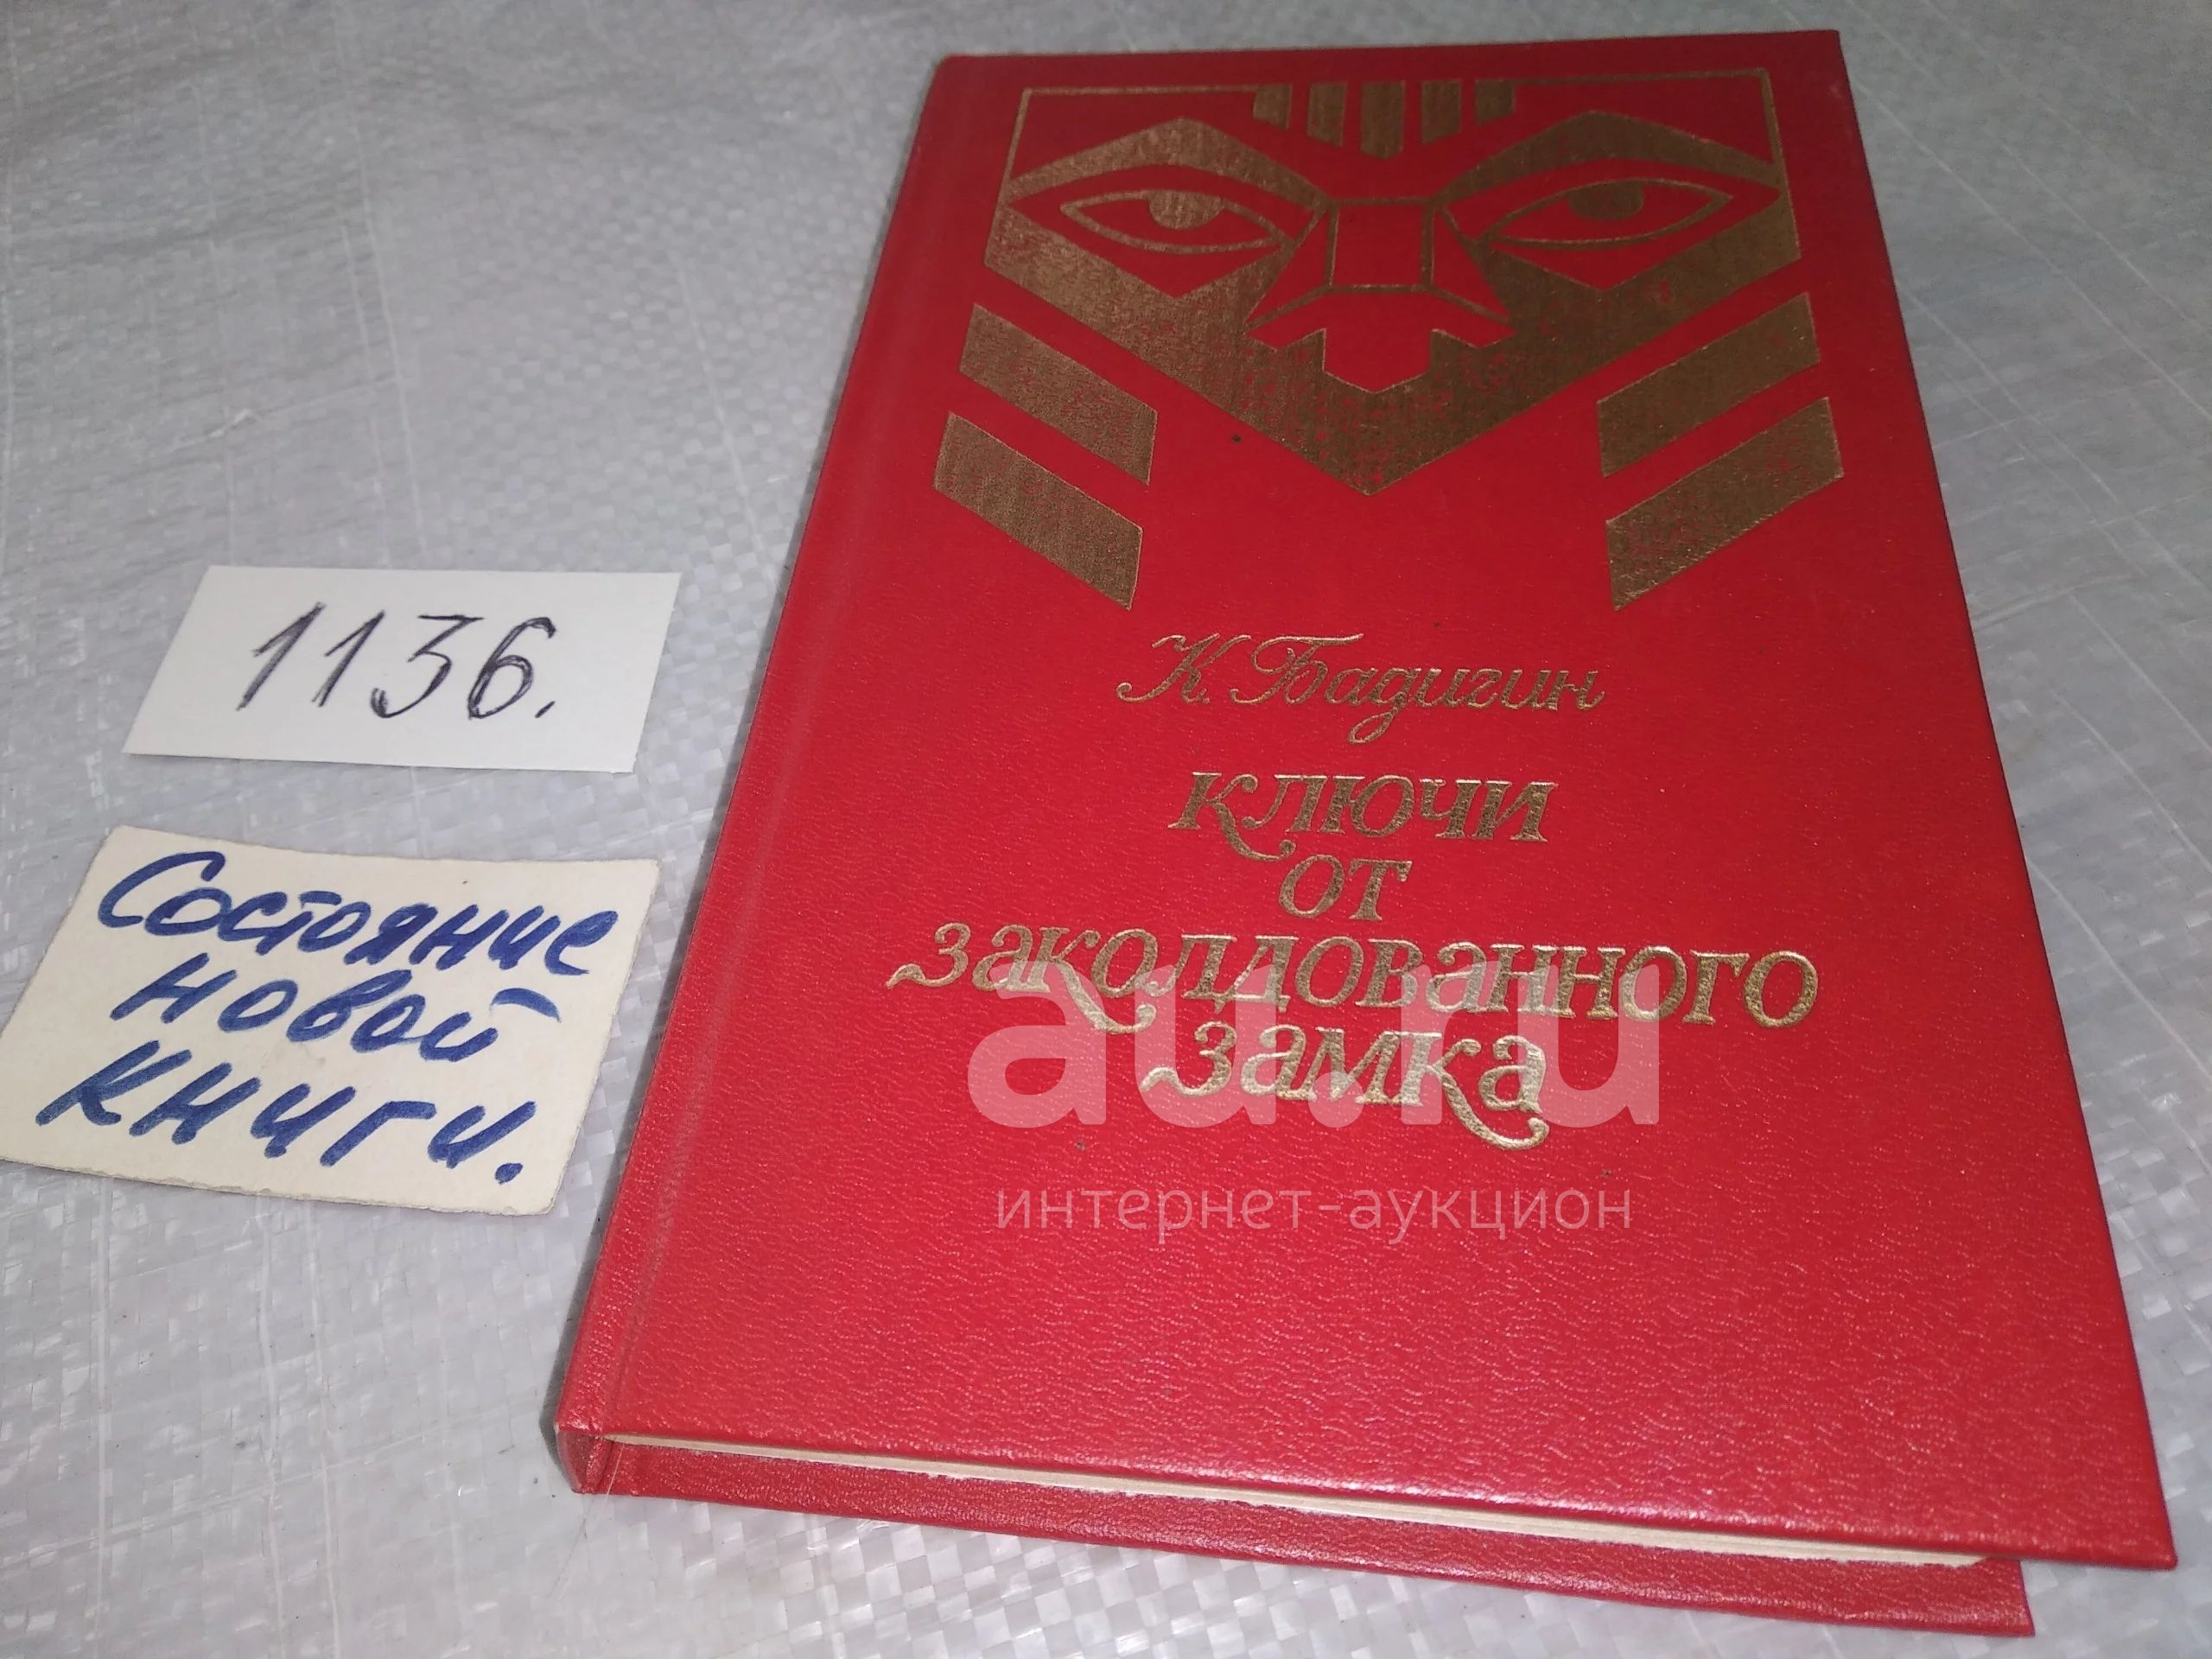 1136.
Состояние
новой
книги.
К. Бадигин
ключи
от
заколдованного
замка
au.ru
интернет-аукцион